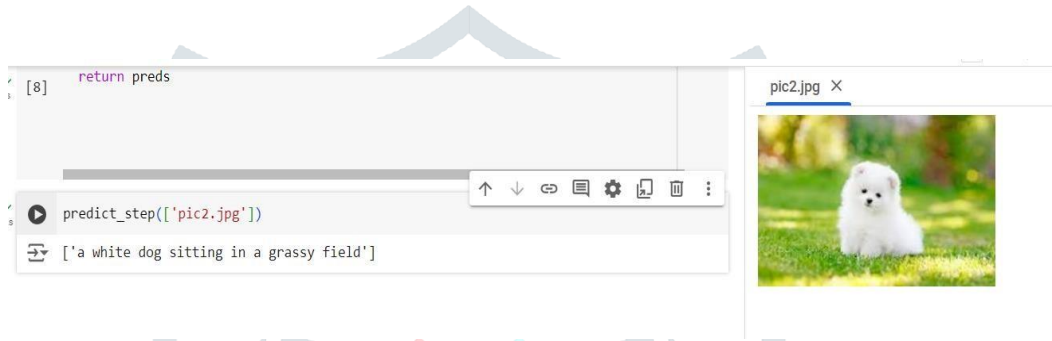 [8]
return preds
pic2.jpg
predict_step(['pic2.jpg'])
['a white dog sitting in a grassy field']